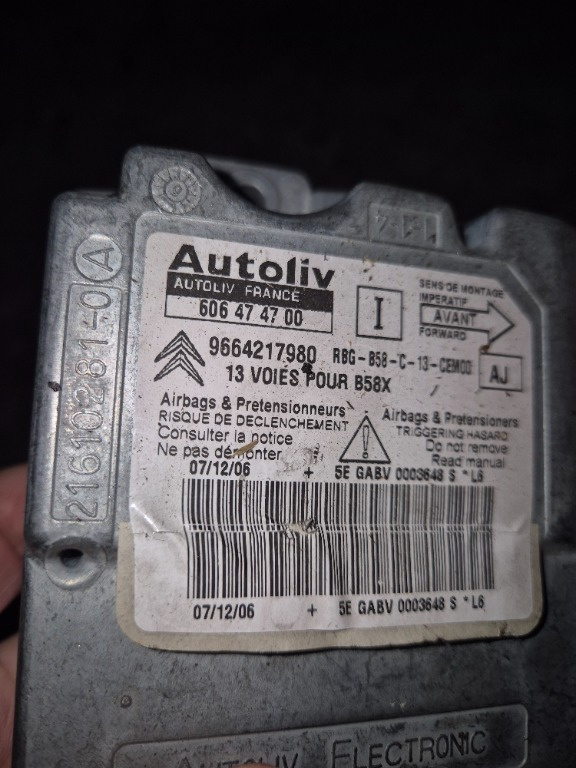 Autoliv
AUTOLIV FRANCE
606 47 47 00
I
SENS DE MONTAGE
IMPERATIF
AVANT
FORWARD
9664217980 RBG-B58-C-13-CEM00 AJ
13 VOIES POUR B58X
Airbags & Pretensionneurs
RISQUE DE DECLENCHEMENT
Consulter la notice
Ne pas démonter
Airbags & Pretensioners
TRIGGERING HASARD
Do not remove
Read manual
07/12/06 + 5E GABV 0003648 S * L6
07/12/06 + 5E GABV 0003648 S * L6
21610281-0 A
AUTOLIV ELECTRONIC